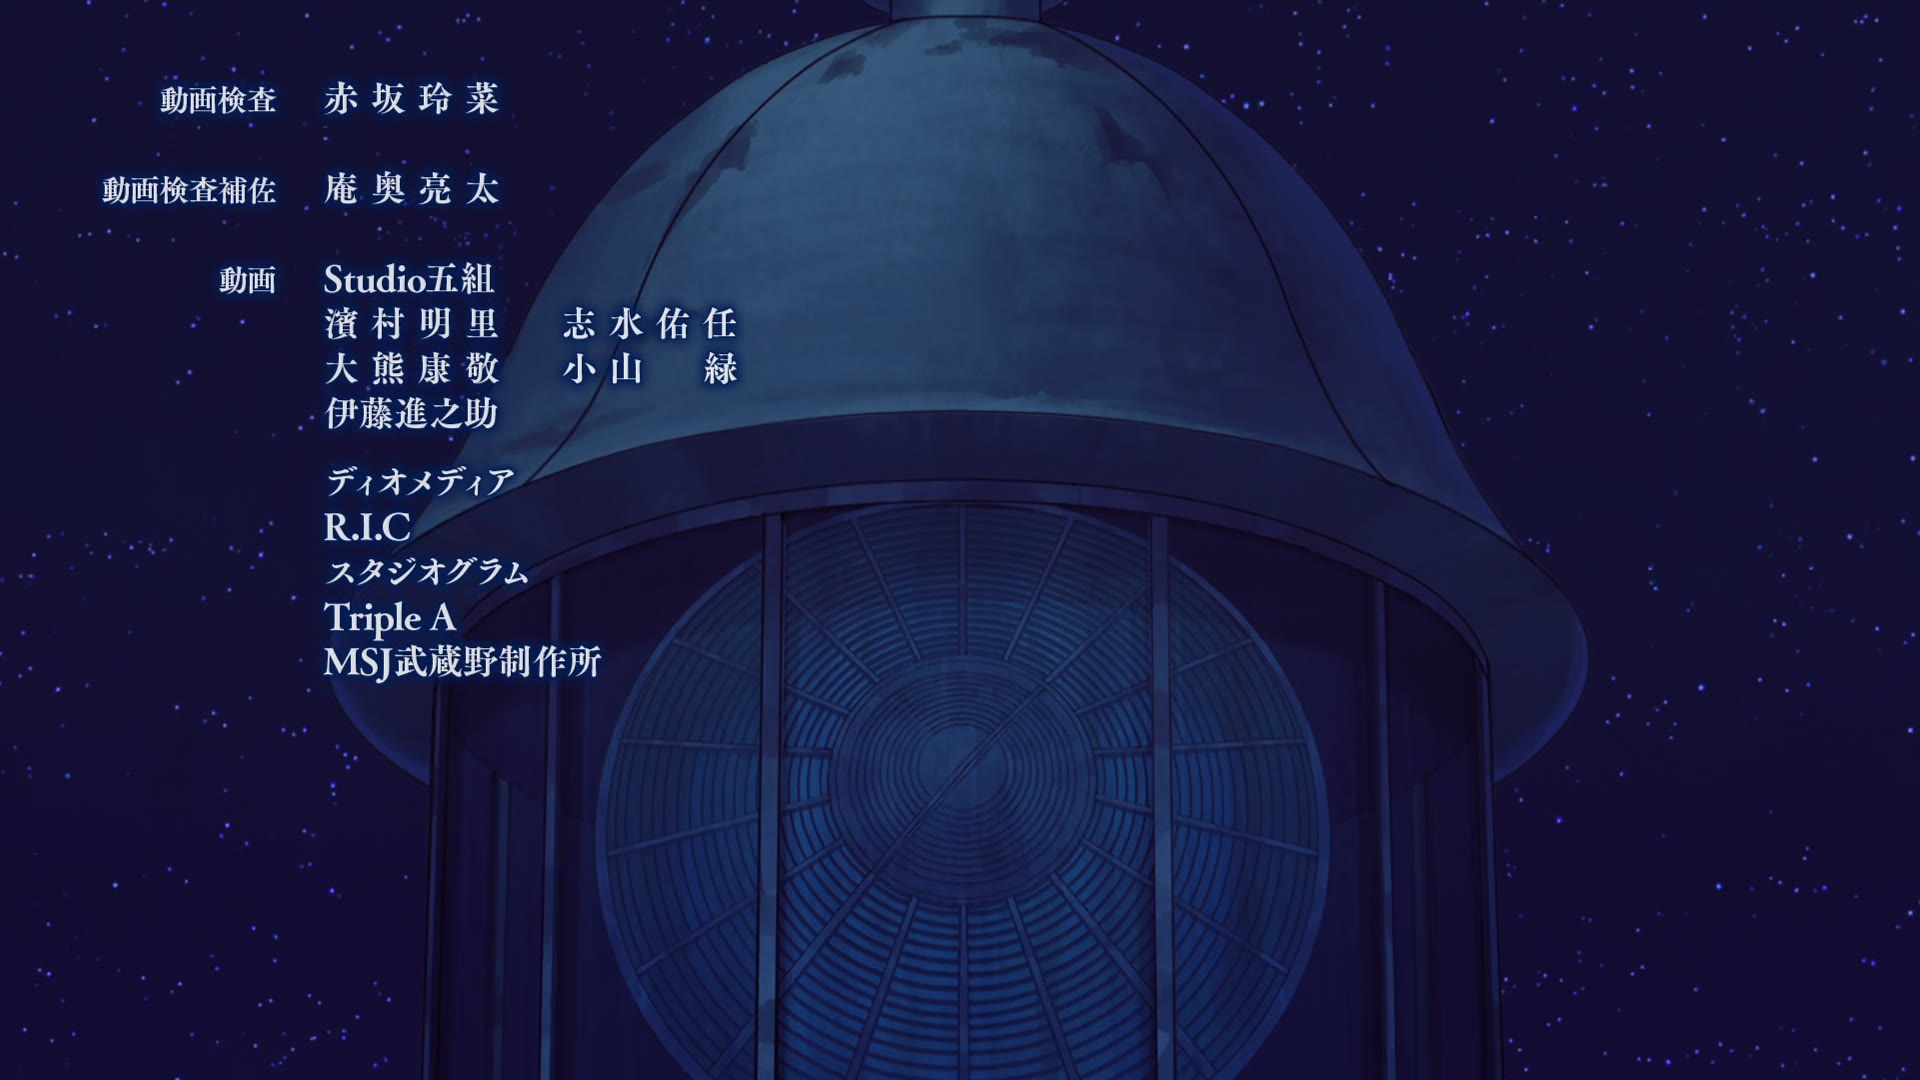 動画検査 赤坂玲菜
動画検査補佐 庵奥亮太
動画 Studio五組
濱村明里 志水佑任
大熊康敬 小山 緑
伊藤進之助
ディオメディア
R.I.C
スタジオグラム
Triple A
MSJ武蔵野制作所